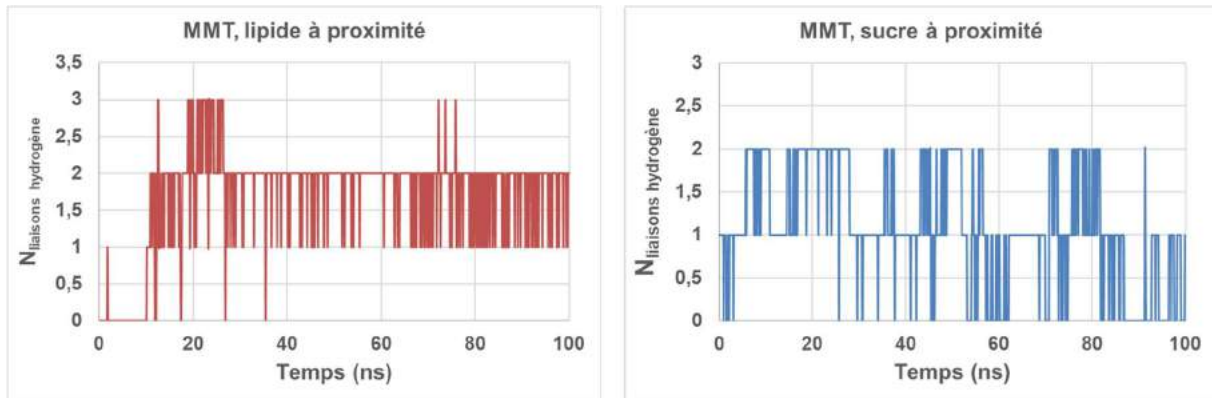 MMT, lipide à proximité
3,5
3
2,5
2
1,5
1
0,5
0
N liaisons hydrogène
0 20 40 60 80 100
Temps (ns)
MMT, sucre à proximité
3
2,5
2
1,5
1
0,5
0
N liaisons hydrogène
0 20 40 60 80 100
Temps (ns)